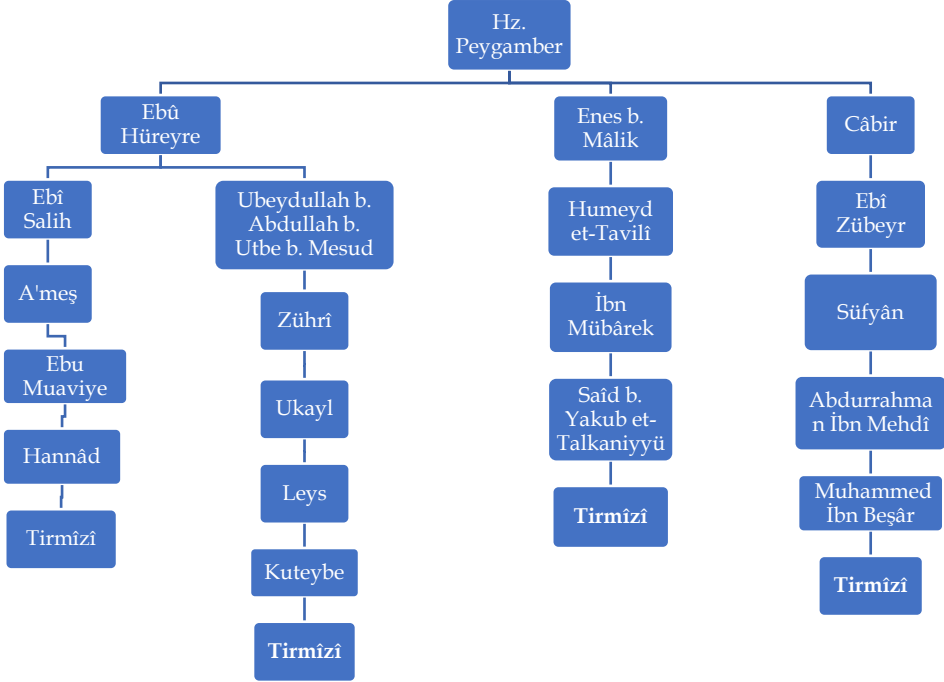 Hz.
Peygamber
Ebû
Hüreyre
Enes b.
Mâlik
Câbir
Ebî
Salih
Ubeydullah b.
Abdullah b.
Utbe b. Mesud
Humeyd
et-Tavilî
Ebî
Zübeyr
A'meş
Zührî
İbn
Mübârek
Süfyân
Ebu
Muaviye
Ukayl
Saîd b.
Yakub et-
Talkaniyyü
Abdurrahma
n İbn Mehdî
Hannâd
Leys
Tirmîzî
Muhammed
İbn Beşâr
Tirmîzî
Kuteybe
Tirmîzî
Tirmîzî